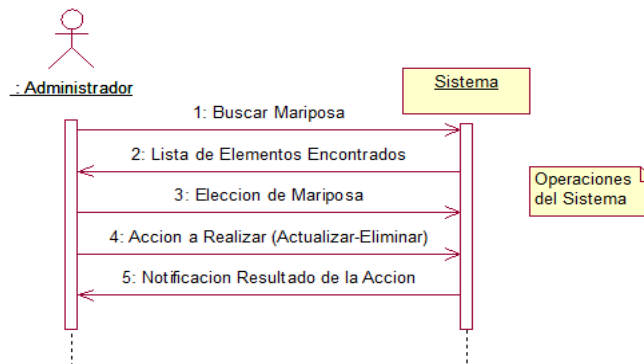 : Administrador
Sistema
1: Buscar Mariposa
2: Lista de Elementos Encontrados
3: Eleccion de Mariposa
4: Accion a Realizar (Actualizar-Eliminar)
5: Notificacion Resultado de la Accion
Operaciones
del Sistema